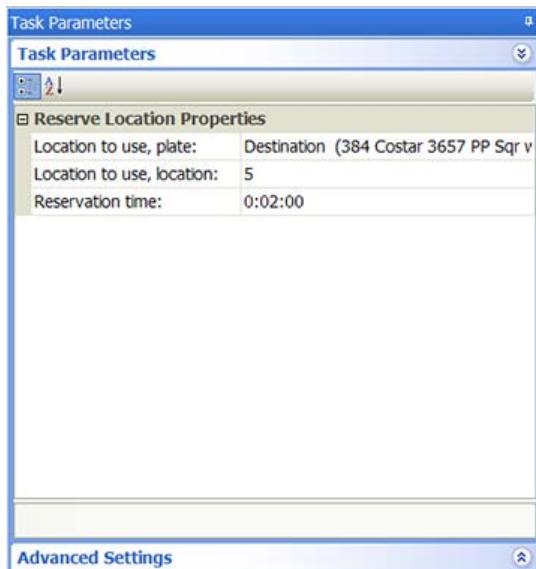 Task Parameters
Task Parameters
Reserve Location Properties
Location to use, plate: Destination (384 Costar 3657 PP Sqr w
Location to use, location: 5
Reservation time: 0:02:00
Advanced Settings